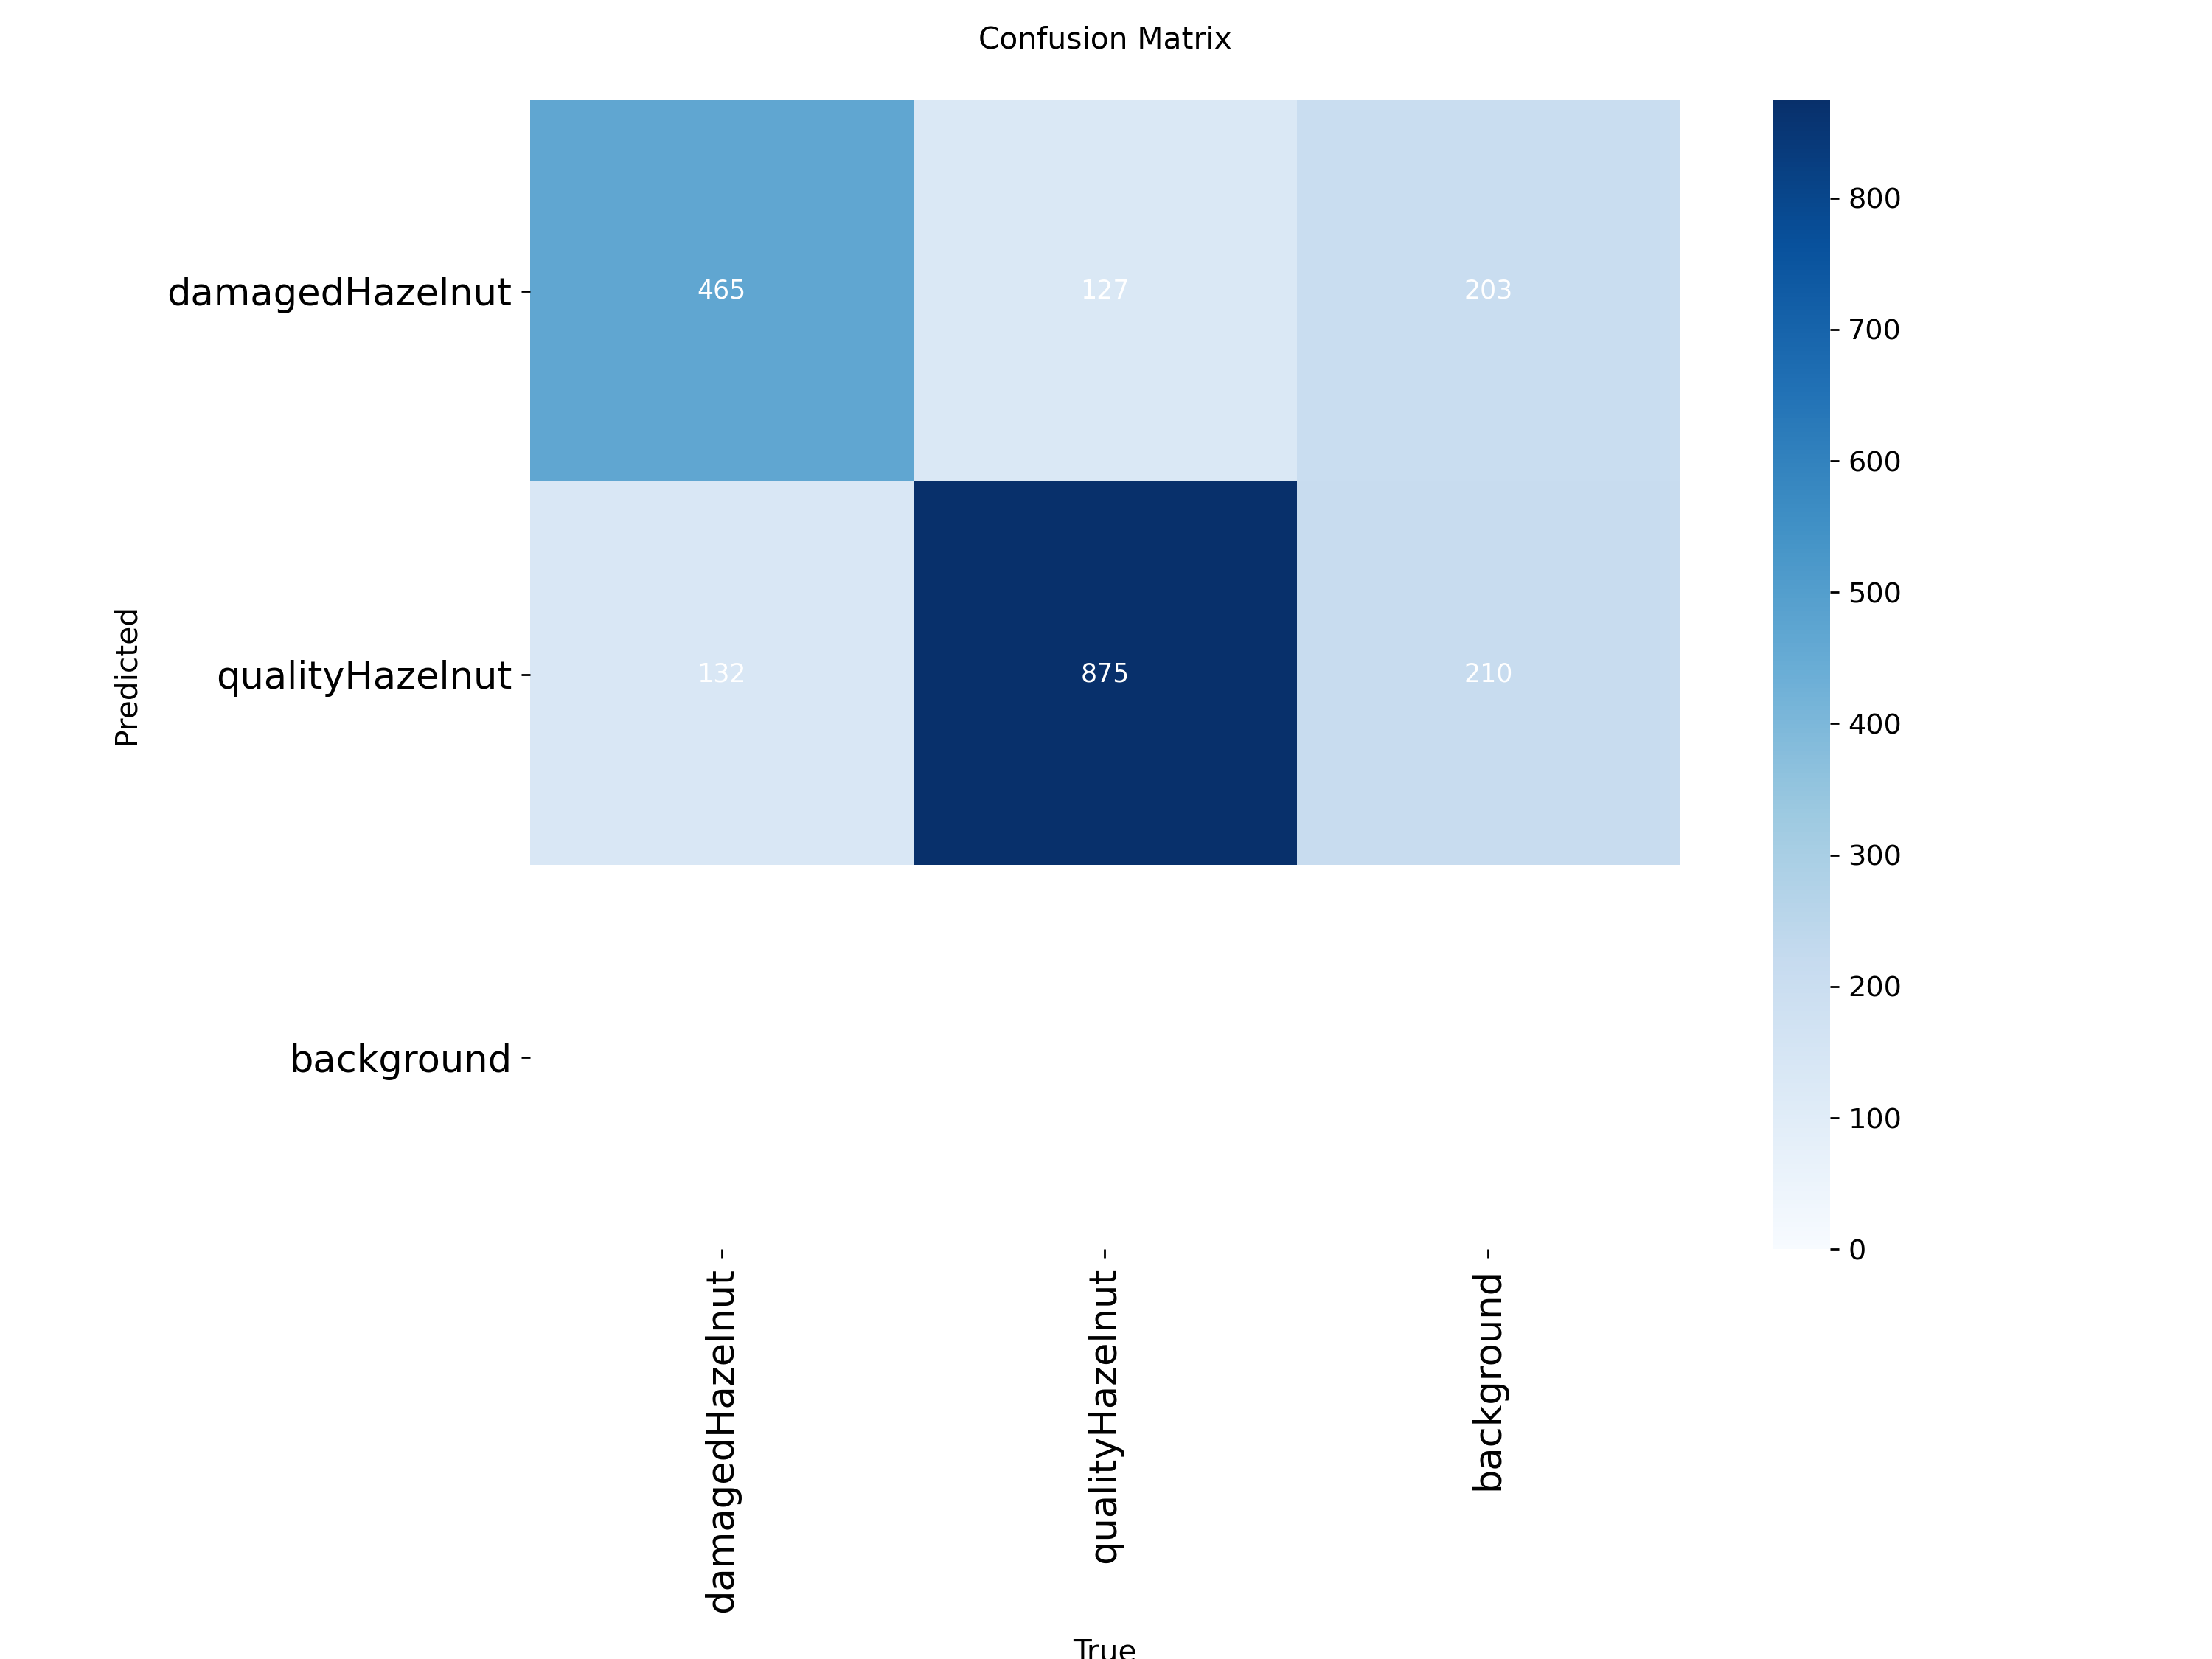 Confusion Matrix
damagedHazelnut
465
127
203
qualityHazelnut
132
875
210
background
Predicted
damagedHazelnut
qualityHazelnut
background
True
800
700
600
500
400
300
200
100
0